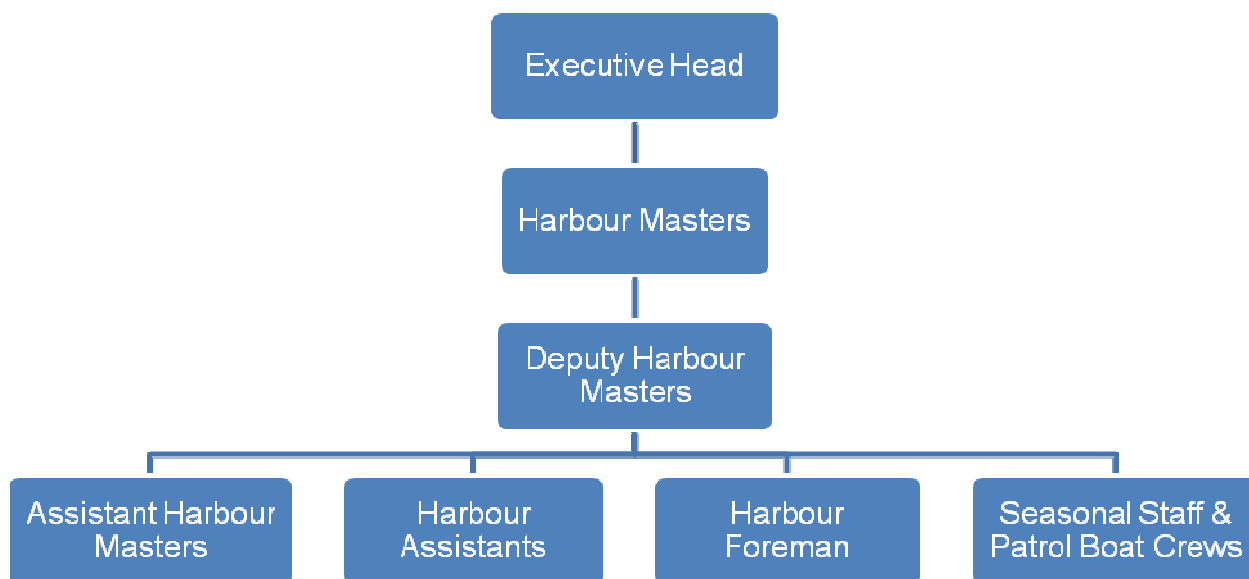 Executive Head
Harbour Masters
Deputy Harbour
Masters
Assistant Harbour
Masters
Harbour
Assistants
Harbour
Foreman
Seasonal Staff &
Patrol Boat Crews